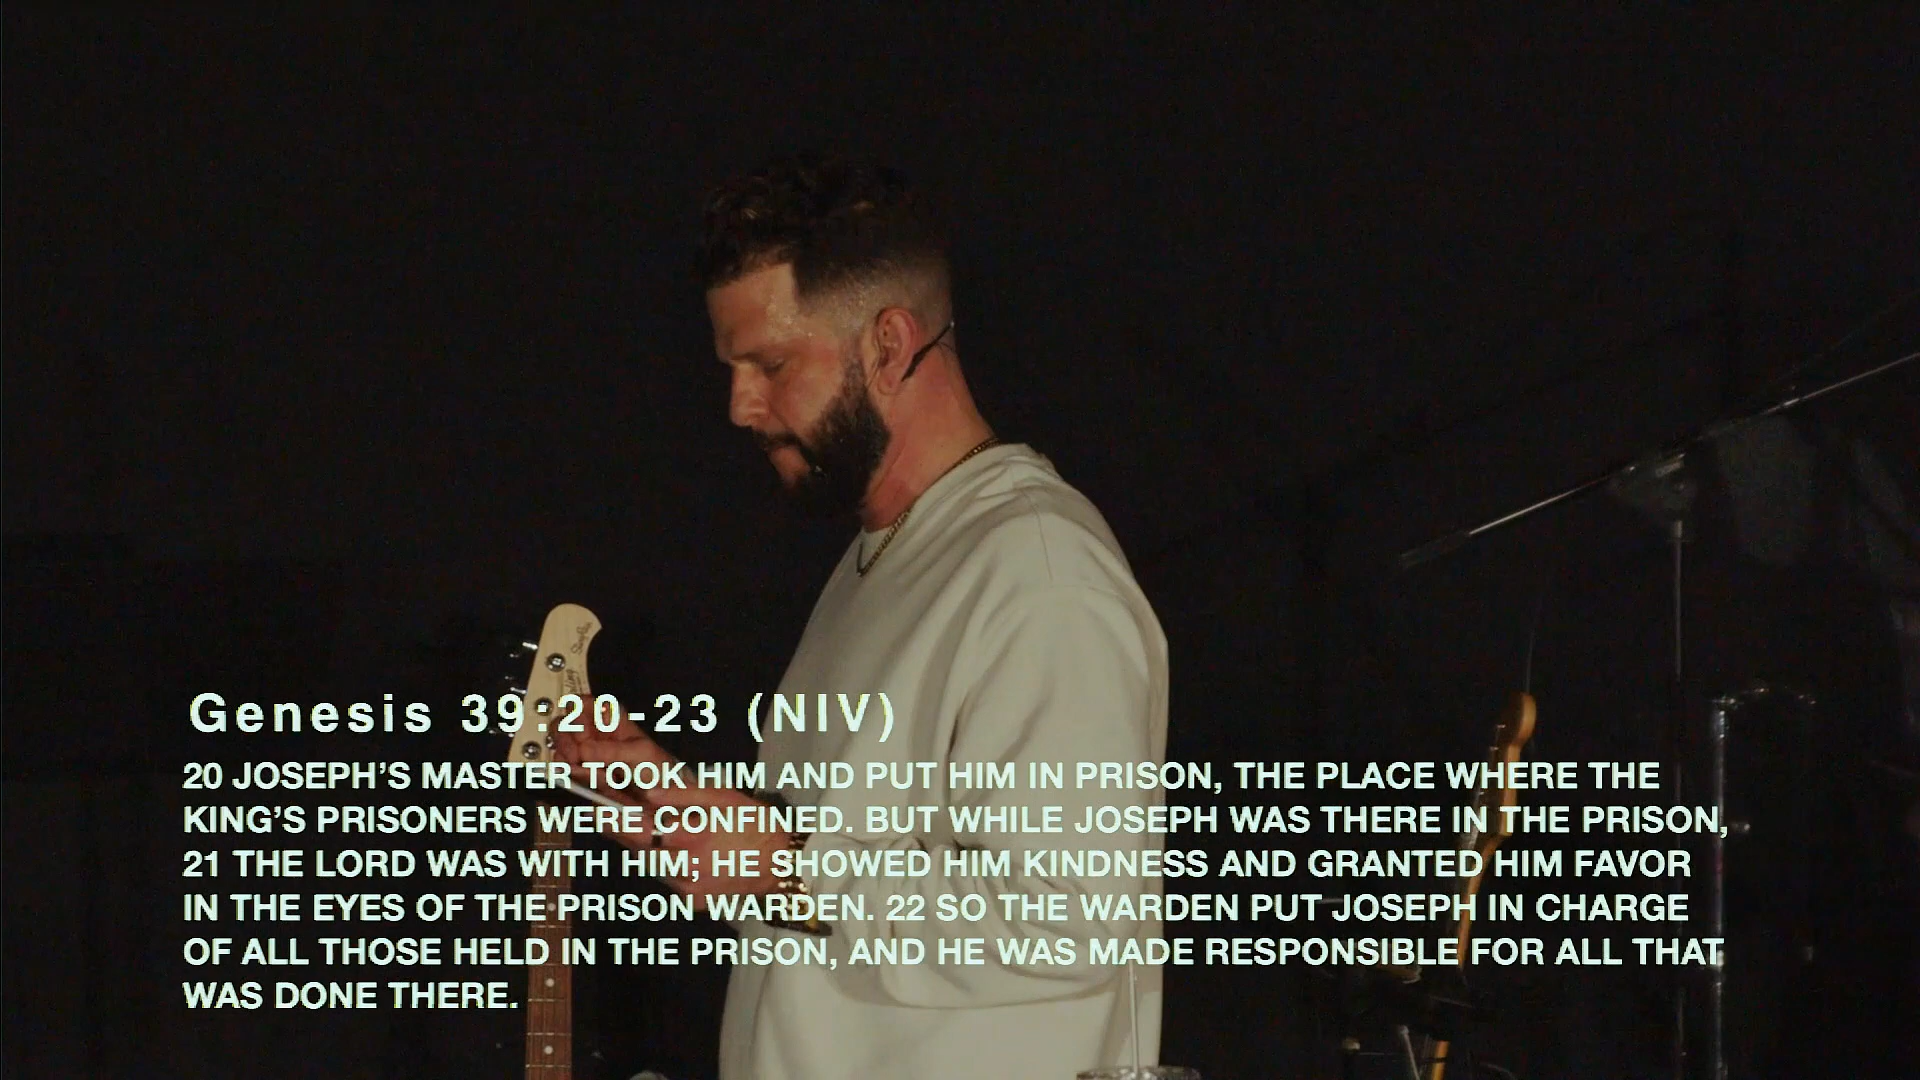 Genesis 39:20-23 (NIV)
20 JOSEPH'S MASTER TOOK HIM AND PUT HIM IN PRISON, THE PLACE WHERE THE
KING'S PRISONERS WERE CONFINED. BUT WHILE JOSEPH WAS THERE IN THE PRISON,
21 THE LORD WAS WITH HIM; HE SHOWED HIM KINDNESS AND GRANTED HIM FAVOR
IN THE EYES OF THE PRISON WARDEN. 22 SO THE WARDEN PUT JOSEPH IN CHARGE
OF ALL THOSE HELD IN THE PRISON, AND HE WAS MADE RESPONSIBLE FOR ALL THAT
WAS DONE THERE.